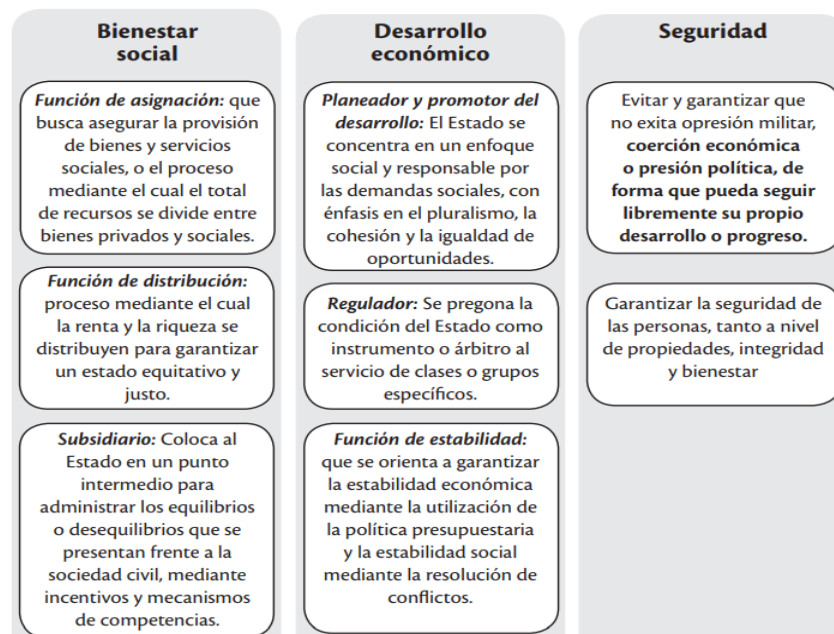 Bienestar
social
Función de asignación: que
busca asegurar la provisión
de bienes y servicios
sociales, o el proceso
mediante el cual el total
de recursos se divide entre
bienes privados y sociales.
Función de distribución:
proceso mediante el cual
la renta y la riqueza se
distribuyen para garantizar
un estado equitativo y
justo.
Subsidiario: Coloca al
Estado en un punto
intermedio para
administrar los equilibrios
o desequilibrios que se
presentan frente a la
sociedad civil, mediante
incentivos y mecanismos
de competencias.
Desarrollo
económico
Planeador y promotor del
desarrollo: El Estado se
concentra en un enfoque
social y responsable por
las demandas sociales, con
énfasis en el pluralismo, la
cohesión y la igualdad de
oportunidades.
Regulador: Se pregona la
condición del Estado como
instrumento o árbitro al
servicio de clases o grupos
específicos.
Función de estabilidad:
que se orienta a garantizar
la estabilidad económica
mediante la utilización de
la política presupuestaria
y la estabilidad social
mediante la resolución de
conflictos.
Seguridad
Evitar y garantizar que
no exita opresión militar,
coerción económica
o presión política, de
forma que pueda seguir
libremente su propio
desarrollo o progreso.
Garantizar la seguridad de
las personas, tanto a nivel
de propiedades, integridad
y bienestar